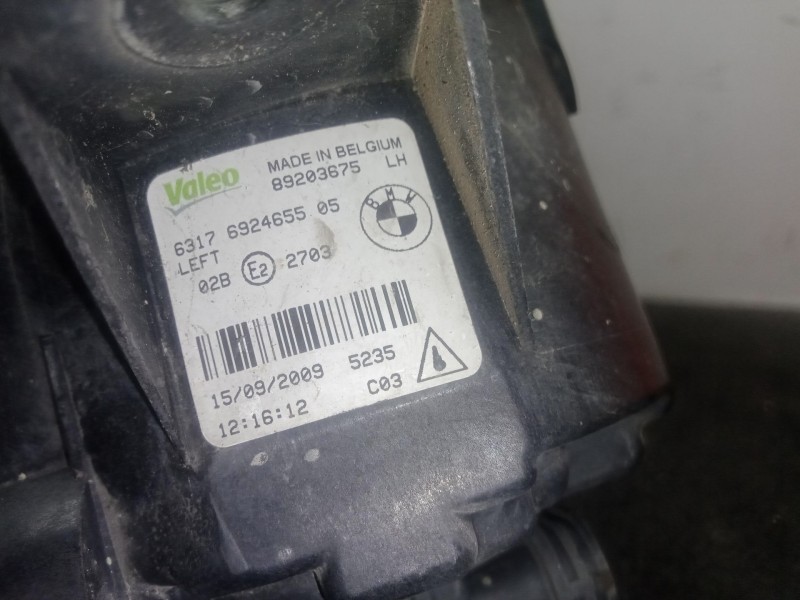 Valeo
MADE IN BELGIUM
89203675 LH
BMW
6317 6924655 05
LEFT
02B E2 2703
15/09/2009 5235
12:16:12 C03